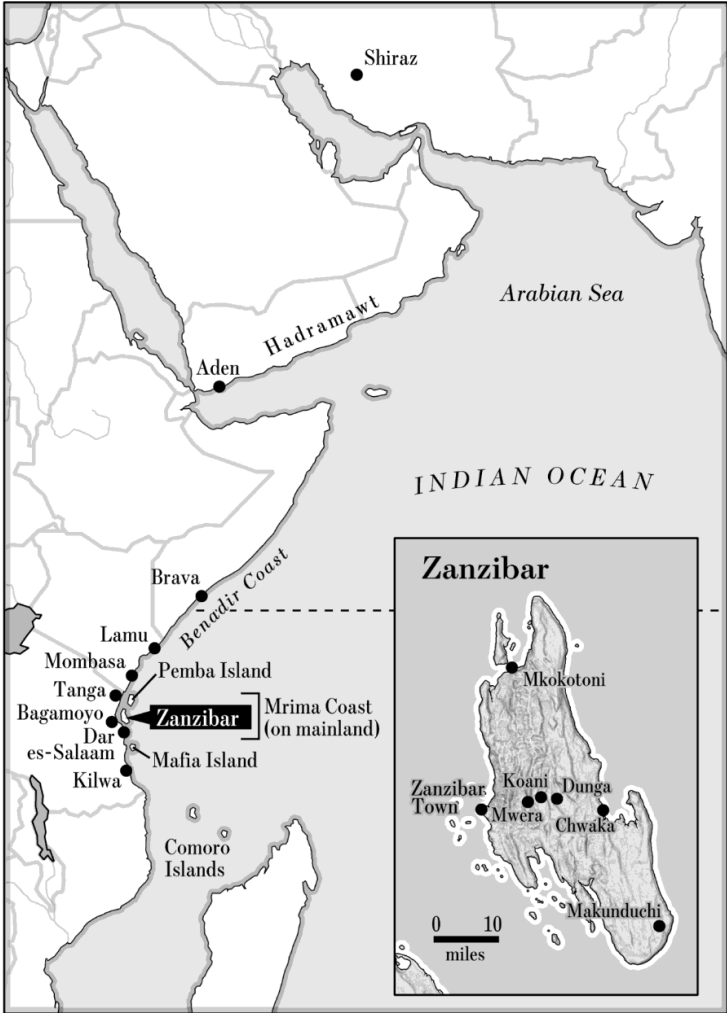 Shiraz
Arabian Sea
Hadramawt
Aden
INDIAN OCEAN
Brava
Benadir Coast
Lamu
Mombasa
Pemba Island
Tanga
Bagamoyo
Zanzibar
Mrima Coast
(on mainland)
Dar
es-Salaam
Mafia Island
Kilwa
Comoro
Islands
Zanzibar
Mkokotoni
Koani
Dunga
Zanzibar
Town
Mwera
Chwaka
Makunduchi
0 10
miles